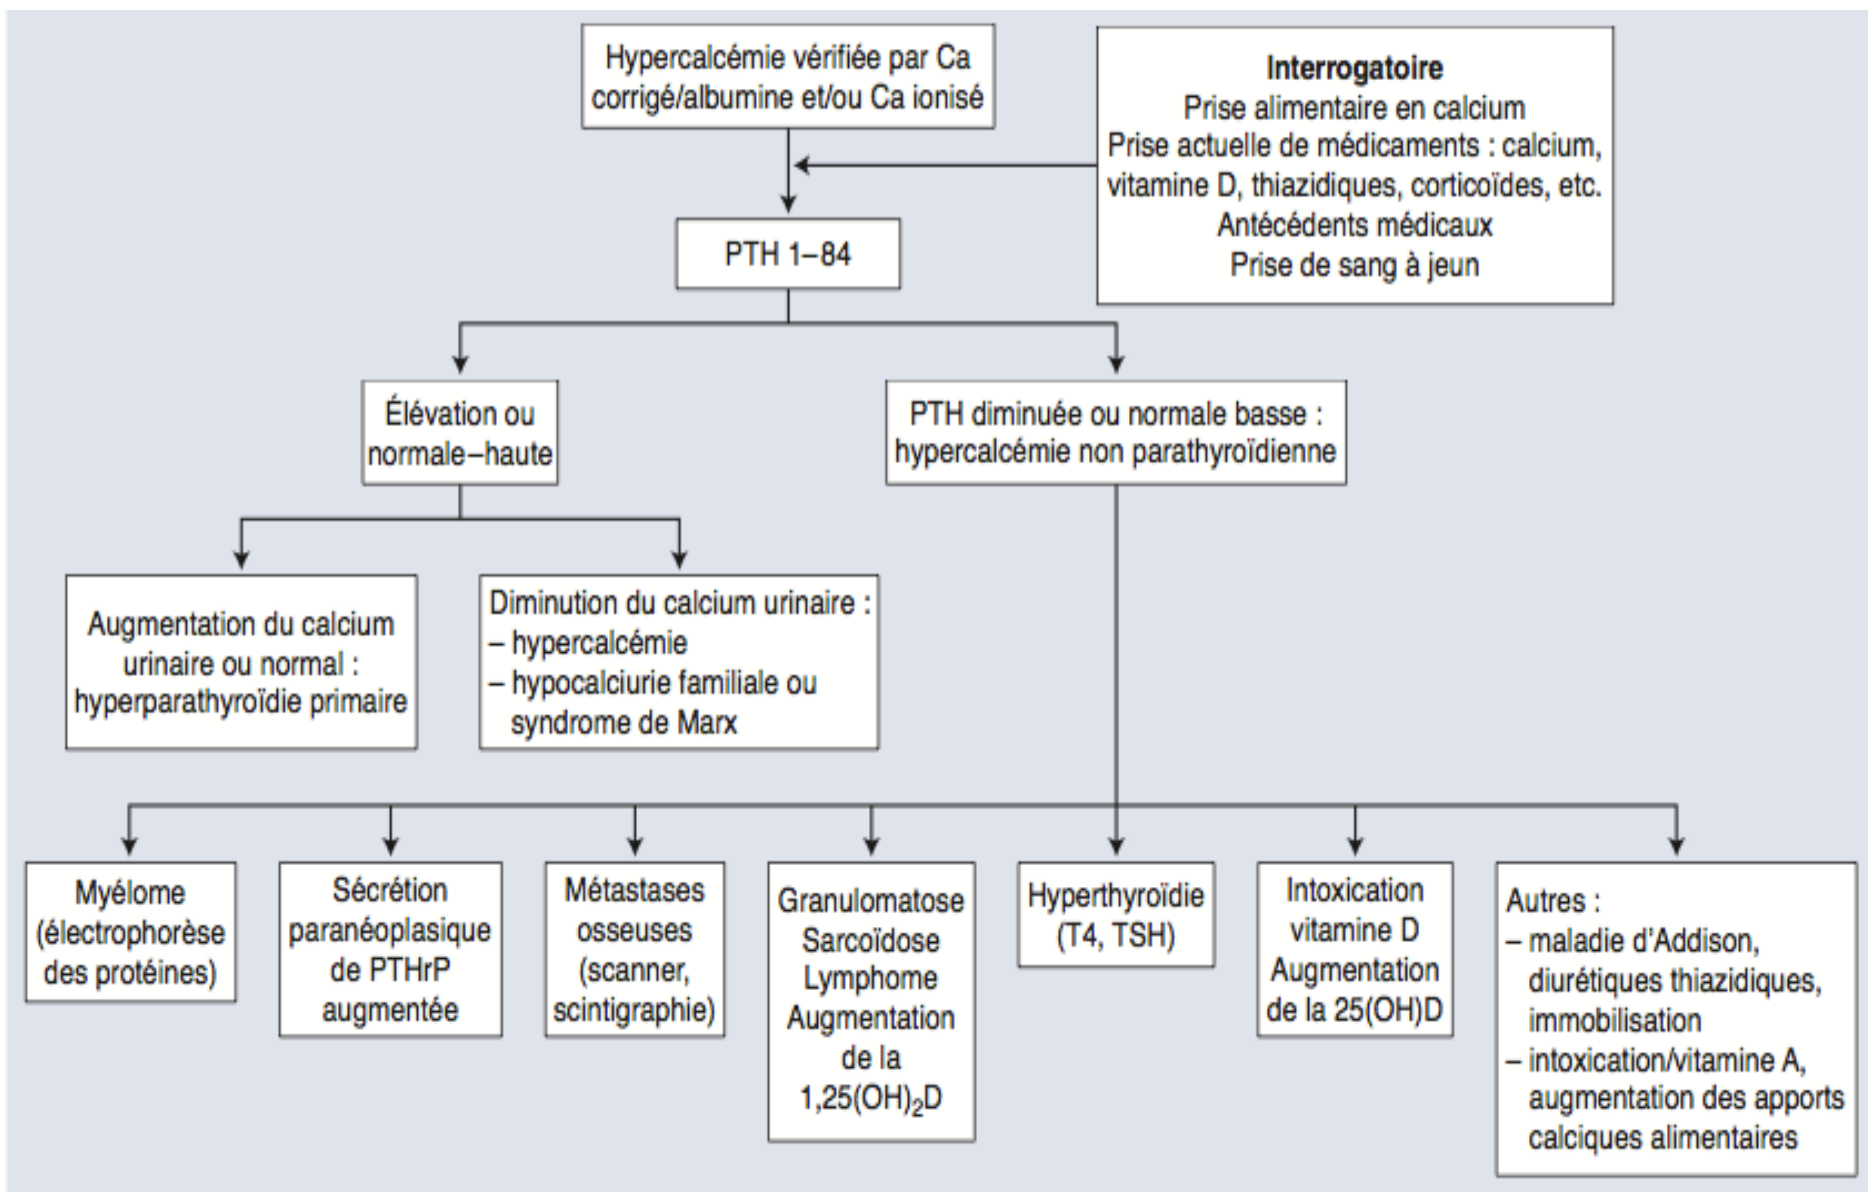 Hypercalcémie vérifiée par Ca
corrigé/albumine et/ou Ca ionisé
Interrogatoire
Prise alimentaire en calcium
Prise actuelle de médicaments : calcium,
vitamine D, thiazidiques, corticoïdes, etc.
Antécédents médicaux
Prise de sang à jeun
PTH 1–84
Élévation ou
normale–haute
PTH diminuée ou normale basse :
hypercalcémie non parathyroïdienne
Augmentation du calcium
urinaire ou normal :
hyperparathyroïdie primaire
Diminution du calcium urinaire :
– hypercalcémie
– hypocalciurie familiale ou
syndrome de Marx
Myélome
(électrophorèse
des protéines)
Sécrétion
paranéoplasique
de PTHrP
augmentée
Métastases
osseuses
(scanner,
scintigraphie)
Granulomatose
Sarcoïdose
Lymphome
Augmentation
de la
1,25(OH)₂D
Hyperthyroïdie
(T4, TSH)
Intoxication
vitamine D
Augmentation
de la 25(OH)D
Autres :
– maladie d'Addison,
diurétiques thiazidiques,
immobilisation
– intoxication/vitamine A,
augmentation des apports
calciques alimentaires